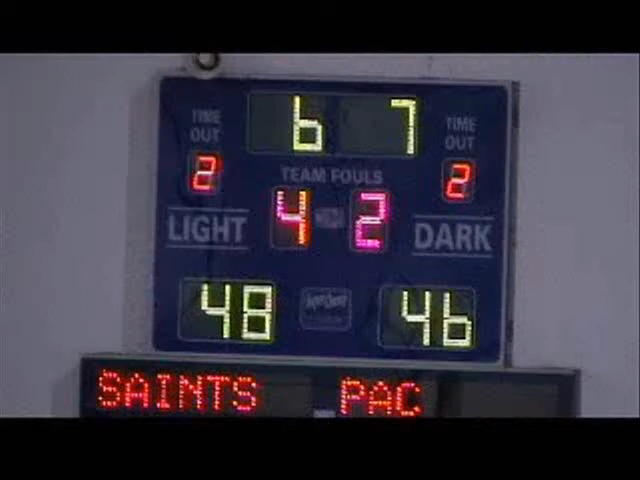 6 7
TIME OUT
TIME OUT
2
TEAM FOULS
2
4 2
LIGHT
DARK
48
46
SAINTS PAC